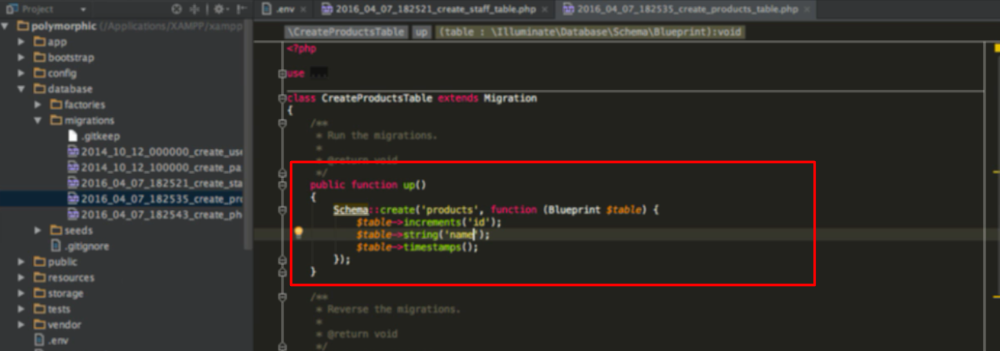 Project
.env
2016_04_07_182521_create_staff_table.php
2016_04_07_182535_create_products_table.php
polymorphic (/Applications/XAMPP/xampp
app
bootstrap
config
database
factories
migrations
.gitkeep
2014_10_12_000000_create_use
2014_10_12_100000_create_pa
2016_04_07_182521_create_sta
2016_04_07_182535_create_pro
2016_04_07_182543_create_ph
seeds
.gitignore
public
resources
storage
tests
vendor
.env
\CreateProductsTable up (table : \Illuminate\Database\Schema\Blueprint):void
<?php
use ...
class CreateProductsTable extends Migration
{
/**
* Run the migrations.
*
* @return void
*/
public function up()
{
Schema::create('products', function (Blueprint $table) {
$table->increments('id');
$table->string('name');
$table->timestamps();
});
}
/**
* Reverse the migrations.
*
* @return void
*/